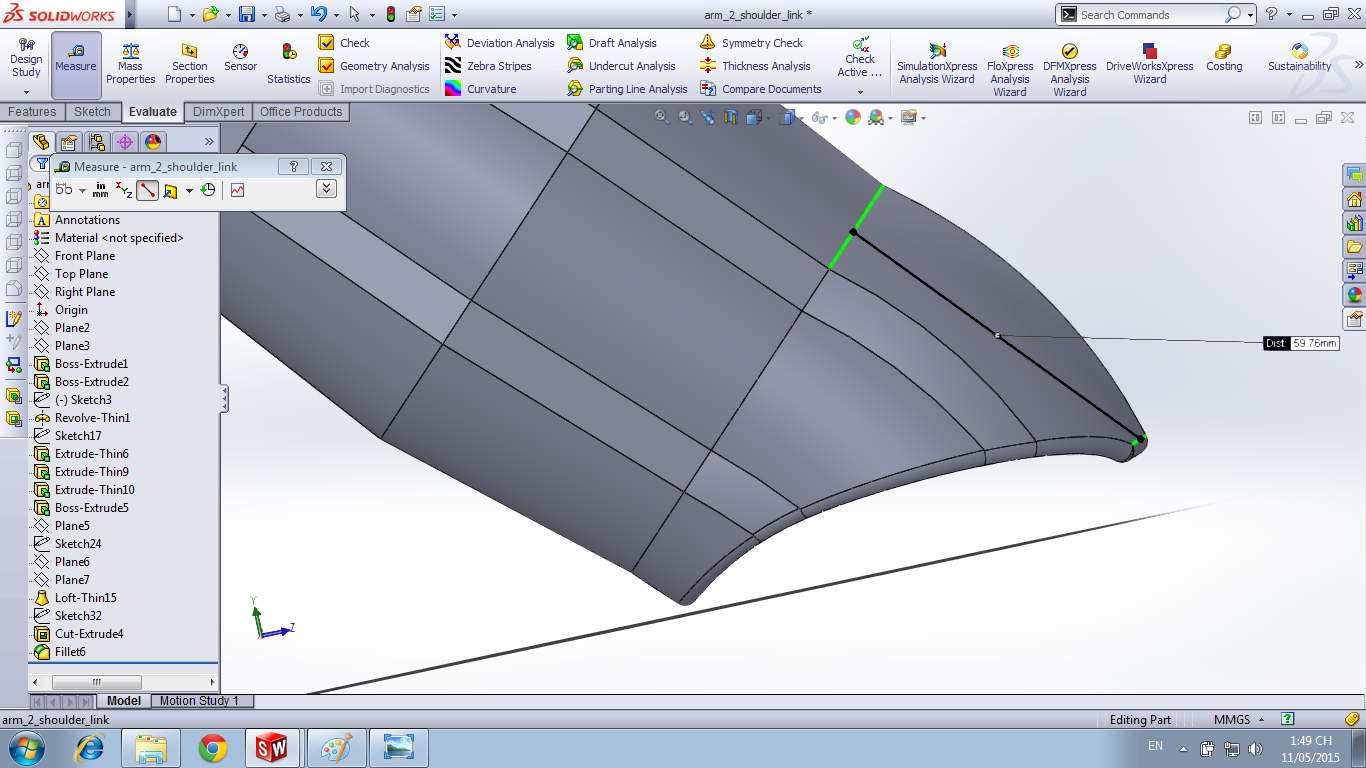 SOLIDWORKS
arm_2_shoulder_link *
Search Commands
Design Study
Measure
Mass Properties
Section Properties
Sensor
Statistics
Check
Geometry Analysis
Import Diagnostics
Deviation Analysis
Zebra Stripes
Curvature
Draft Analysis
Undercut Analysis
Parting Line Analysis
Symmetry Check
Thickness Analysis
Compare Documents
Check Active ...
SimulationXpress Analysis Wizard
FloXpress Analysis Wizard
DFMXpress Analysis Wizard
DriveWorksXpress Wizard
Costing
Sustainability
Features
Sketch
Evaluate
DimXpert
Office Products
Measure - arm_2_shoulder_link
in
mm
XYZ
arr
Annotations
Material <not specified>
Front Plane
Top Plane
Right Plane
Origin
Plane2
Plane3
Boss-Extrude1
Boss-Extrude2
(-) Sketch3
Revolve-Thin1
Sketch17
Extrude-Thin6
Extrude-Thin9
Extrude-Thin10
Boss-Extrude5
Plane5
Sketch24
Plane6
Plane7
Loft-Thin15
Sketch32
Cut-Extrude4
Fillet6
Dist: 59.76mm
Y
Z
Model
Motion Study 1
arm_2_shoulder_link
Editing Part
MMGS
EN
1:49 CH
11/05/2015